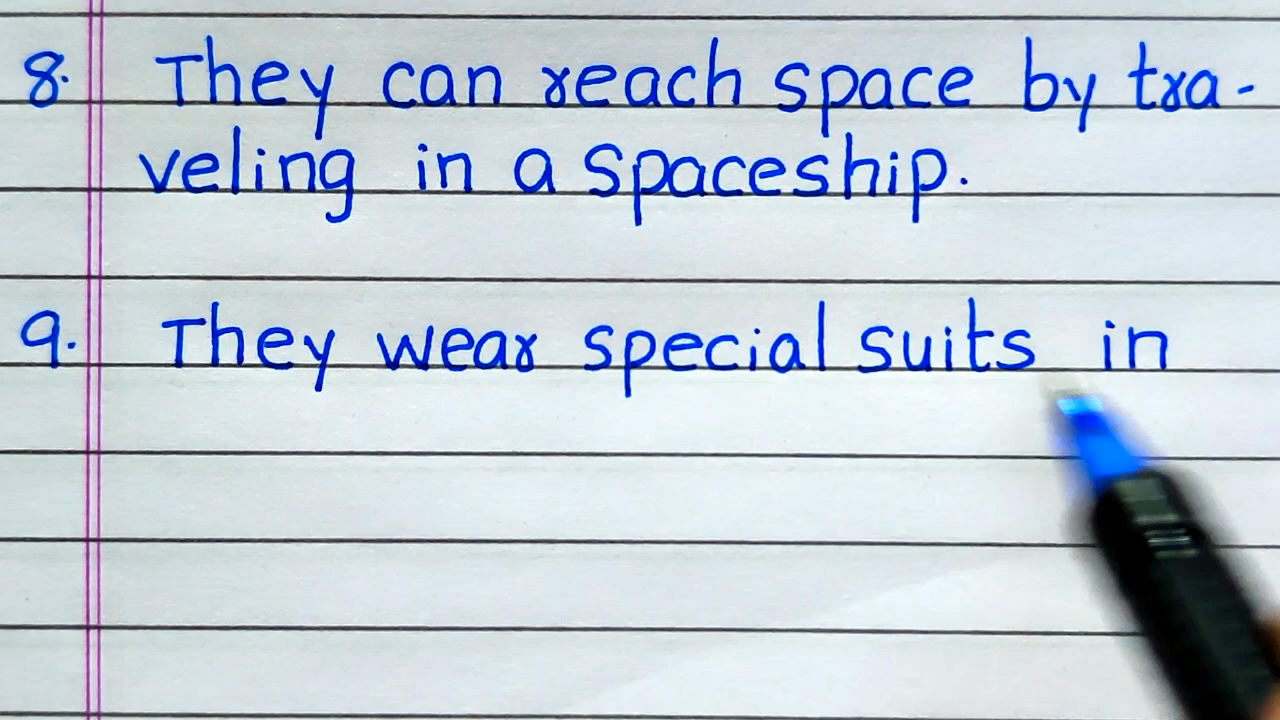 8. They can reach space by tra-
veling in a spaceship.
9. They wear special suits in